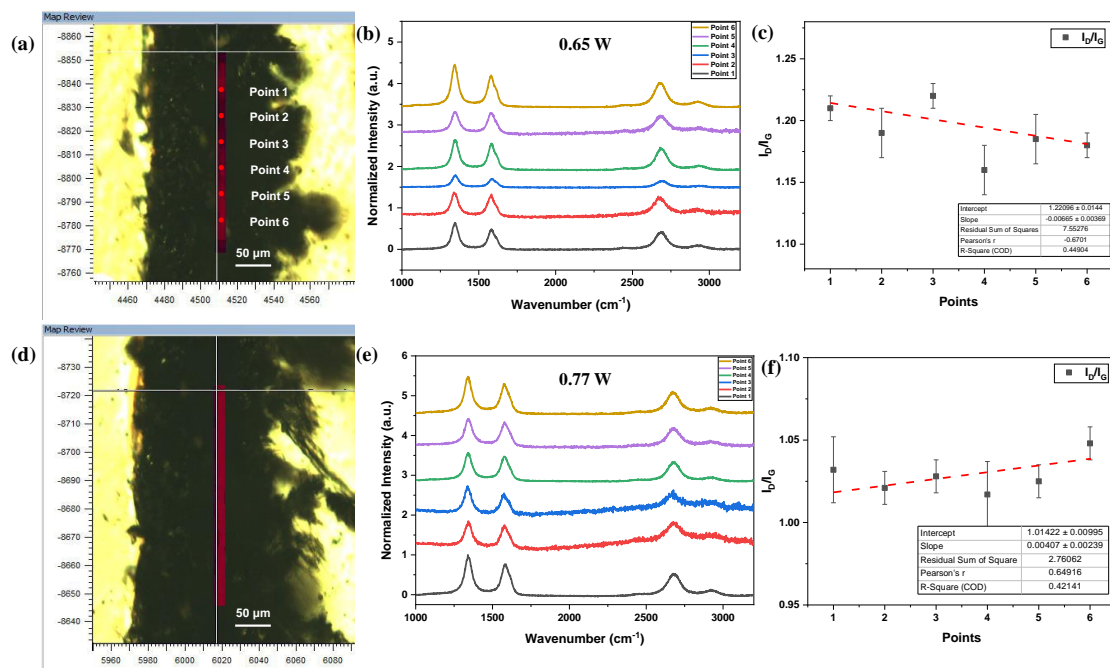 Map Review
(a)
-8860
-8850
-8840
-8830
-8820
-8810
-8800
-8790
-8780
-8770
-8760
Point 1
Point 2
Point 3
Point 4
Point 5
Point 6
50 µm
4460 4480 4500 4520 4540 4560
(b)
0.65 W
Point 6
Point 5
Point 4
Point 3
Point 2
Point 1
Normalized Intensity (a.u.)
5
4
3
2
1
0
1000 1500 2000 2500 3000
Wavenumber (cm⁻¹)
(c)
I_D/I_G
I_D/I_G
1.25
1.20
1.15
1.10
Intercept 1.22096 ± 0.0144
Slope -0.00665 ± 0.00369
Residual Sum of Squares 7.55276
Pearson's r -0.6701
R-Square (COD) 0.44904
1 2 3 4 5 6
Points
Map Review
(d)
-8730
-8720
-8710
-8700
-8690
-8680
-8670
-8660
-8650
-8640
50 µm
5960 5980 6000 6020 6040 6060 6080
(e)
0.77 W
Point 6
Point 5
Point 4
Point 3
Point 2
Point 1
Normalized Intensity (a.u.)
6
5
4
3
2
1
0
1000 1500 2000 2500 3000
Wavenumber (cm⁻¹)
(f)
I_D/I_G
I_D/I_G
1.10
1.05
1.00
0.95
Intercept 1.01422 ± 0.00995
Slope 0.00407 ± 0.00239
Residual Sum of Square 2.76062
Pearson's r 0.64916
R-Square (COD) 0.42141
1 2 3 4 5 6
Points